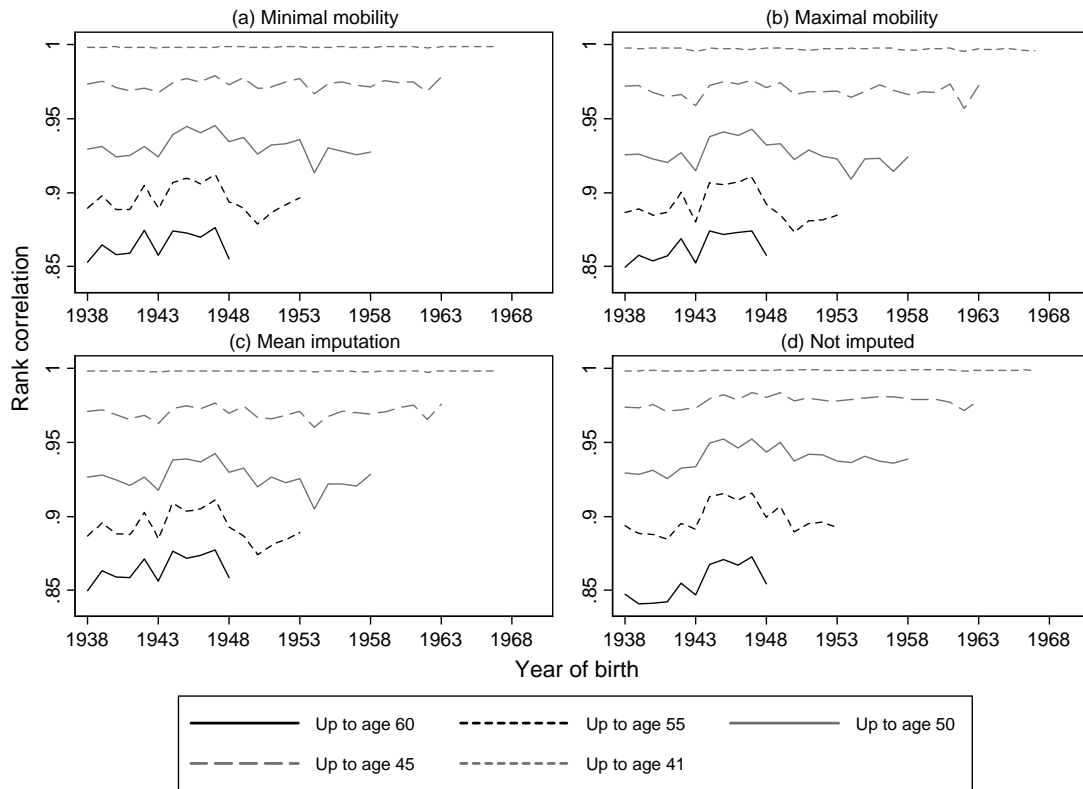 (a) Minimal mobility
(b) Maximal mobility
1
.95
.9
.85
1
.95
.9
.85
1938 1943 1948 1953 1958 1963 1968
1938 1943 1948 1953 1958 1963 1968
(c) Mean imputation
(d) Not imputed
1
.95
.9
.85
1
.95
.9
.85
1938 1943 1948 1953 1958 1963 1968
1938 1943 1948 1953 1958 1963 1968
Rank correlation
Year of birth
Up to age 60
Up to age 55
Up to age 50
Up to age 45
Up to age 41